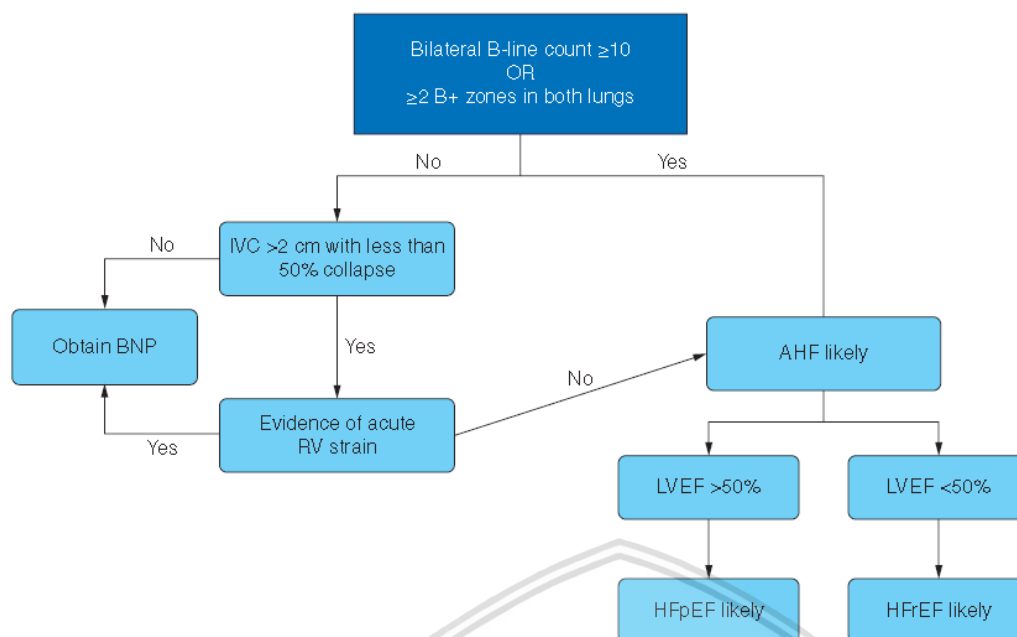 Bilateral B-line count ≥10
OR
≥2 B+ zones in both lungs
No
Yes
IVC >2 cm with less than
50% collapse
No
Obtain BNP
Yes
AHF likely
No
Evidence of acute
RV strain
Yes
LVEF >50%
LVEF <50%
HFpEF likely
HFrEF likely